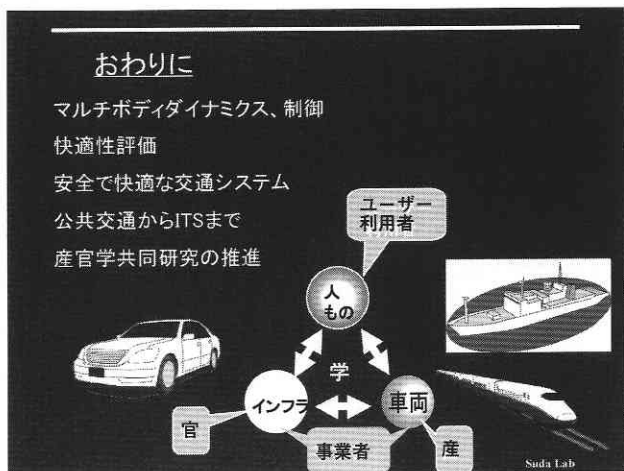 おわりに
マルチボディダイナミクス、制御
快適性評価
安全で快適な交通システム
公共交通からITSまで
産官学共同研究の推進
ユーザー
利用者
人
もの
学
インフラ
車両
官
事業者
産
Suda Lab